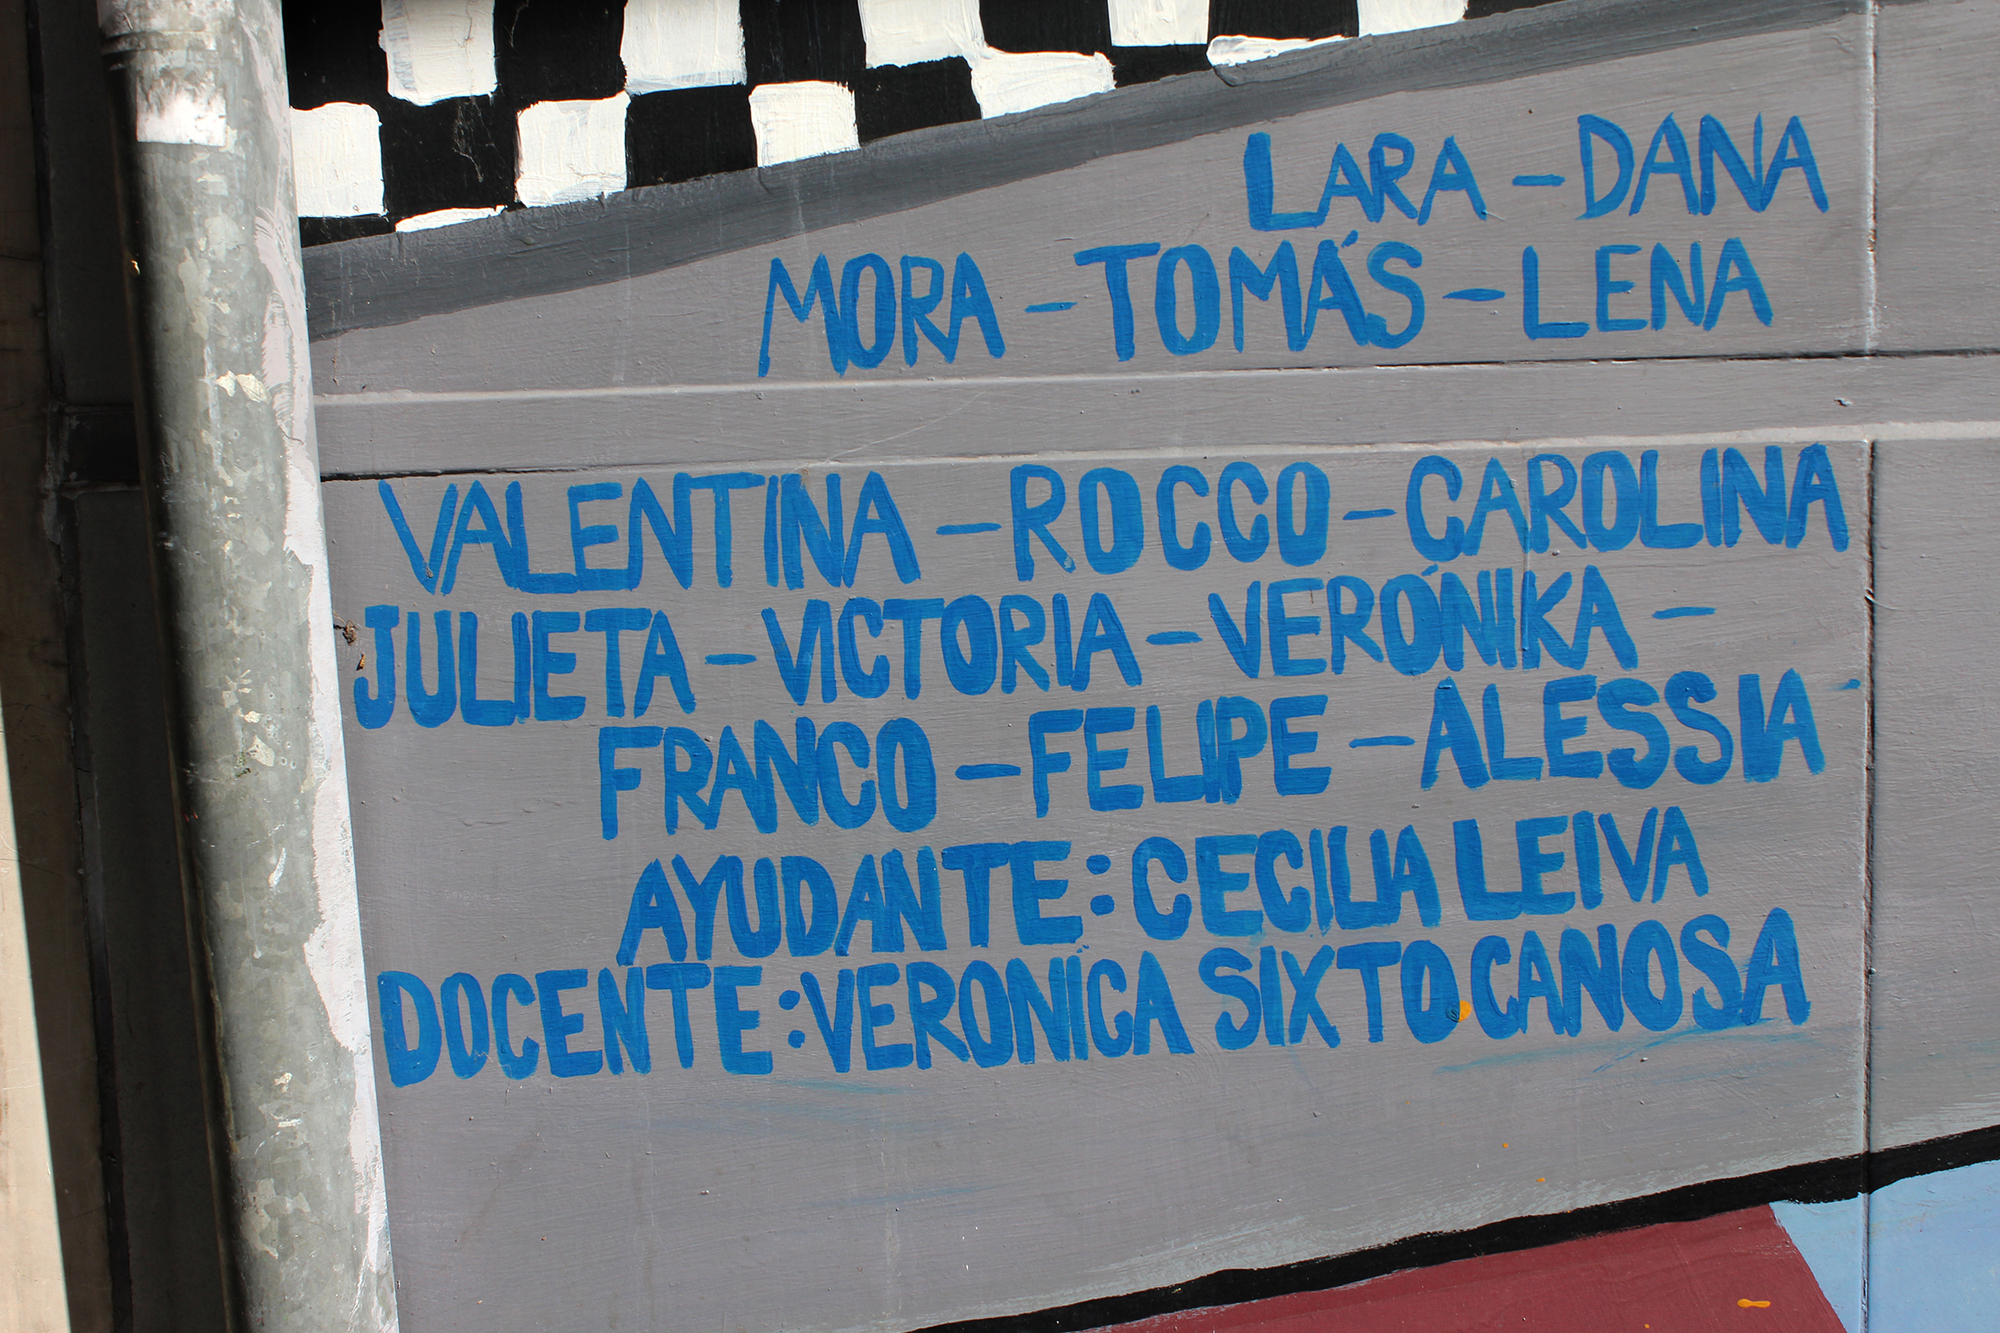 LARA – DANA
MORA – TOMÁS – LENA
VALENTINA – ROCCO – CAROLINA
JULIETA – VICTORIA – VERÓNIKA –
FRANCO – FELIPE – ALESSIA
AYUDANTE: CECILIA LEIVA
DOCENTE: VERONÍCA SIXTO CANOSA